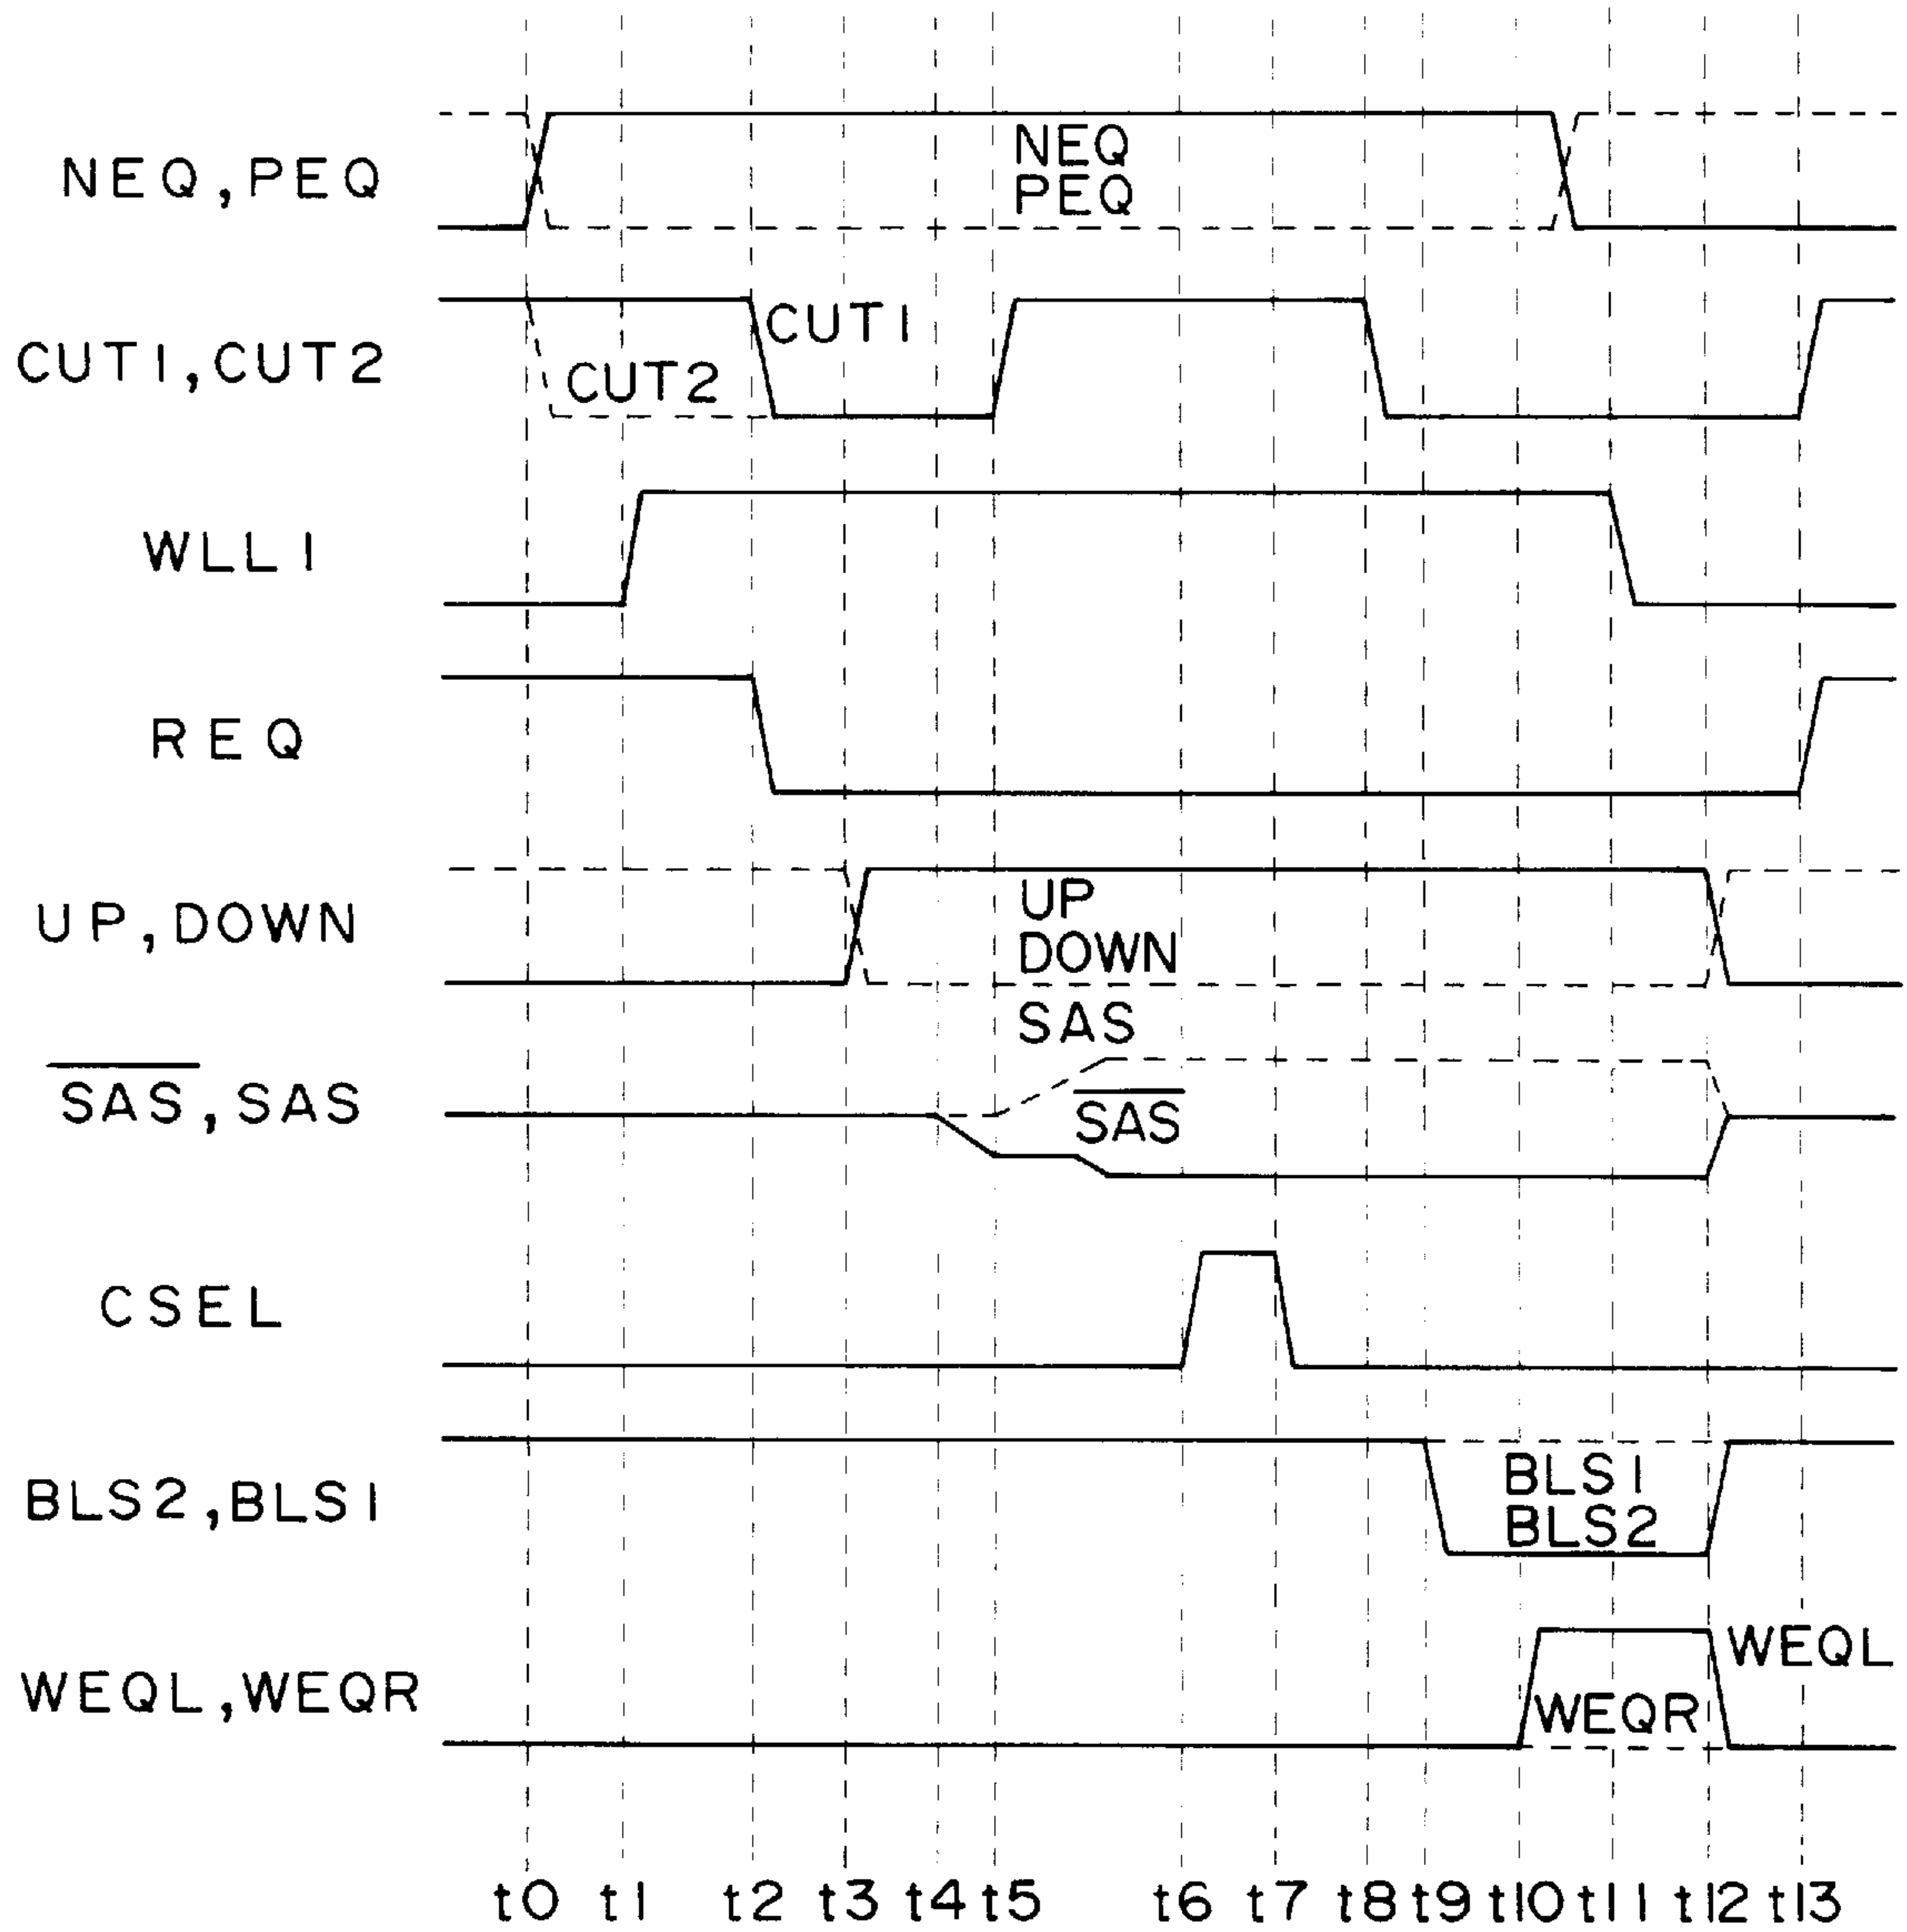 NEQ
PEQ
NEQ, PEQ
CUT1
CUT2
CUT1, CUT2
WLL1
REQ
UP
DOWN
UP, DOWN
SAS
S̅A̅S̅
S̅A̅S̅, SAS
CSEL
BLS1
BLS2
BLS2, BLS1
WEQL
WEQR
WEQL, WEQR
t0 t1 t2 t3 t4 t5 t6 t7 t8 t9 t10 t11 t12 t13